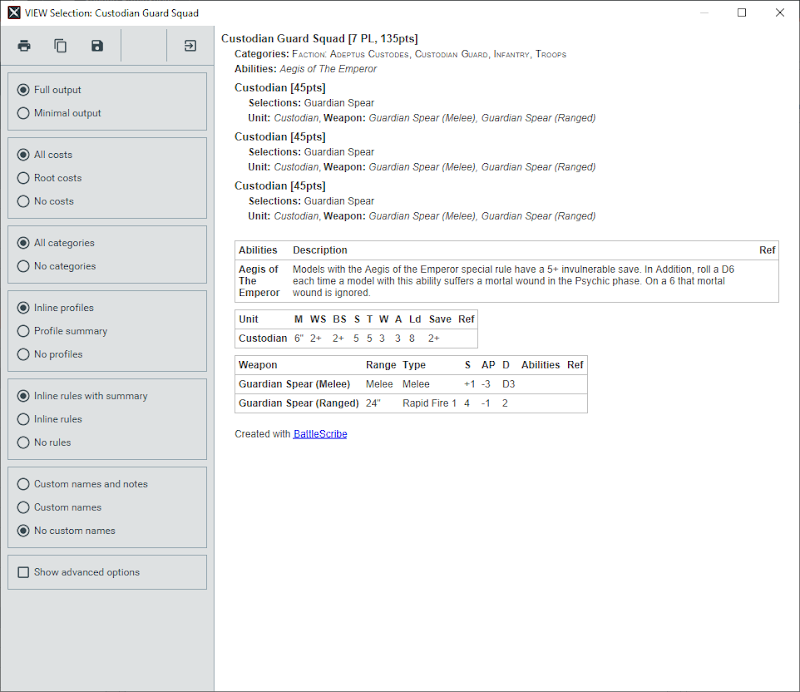 VIEW Selection: Custodian Guard Squad
Full output
Minimal output
All costs
Root costs
No costs
All categories
No categories
Inline profiles
Profile summary
No profiles
Inline rules with summary
Inline rules
No rules
Custom names and notes
Custom names
No custom names
Show advanced options
Custodian Guard Squad [7 PL, 135pts]
Categories: Faction: Adeptus Custodes, Custodian Guard, Infantry, Troops
Abilities: Aegis of The Emperor
Custodian [45pts]
Selections: Guardian Spear
Unit: Custodian, Weapon: Guardian Spear (Melee), Guardian Spear (Ranged)
Custodian [45pts]
Selections: Guardian Spear
Unit: Custodian, Weapon: Guardian Spear (Melee), Guardian Spear (Ranged)
Custodian [45pts]
Selections: Guardian Spear
Unit: Custodian, Weapon: Guardian Spear (Melee), Guardian Spear (Ranged)
Abilities Description Ref
Aegis of The Emperor Models with the Aegis of the Emperor special rule have a 5+ invulnerable save. In Addition, roll a D6
each time a model with this ability suffers a mortal wound in the Psychic phase. On a 6 that mortal
wound is ignored.
Unit M WS BS S T W A Ld Save Ref
Custodian 6" 2+ 2+ 5 5 3 3 8 2+
Weapon Range Type S AP D Abilities Ref
Guardian Spear (Melee) Melee Melee +1 -3 D3
Guardian Spear (Ranged) 24" Rapid Fire 1 4 -1 2
Created with BattleScribe